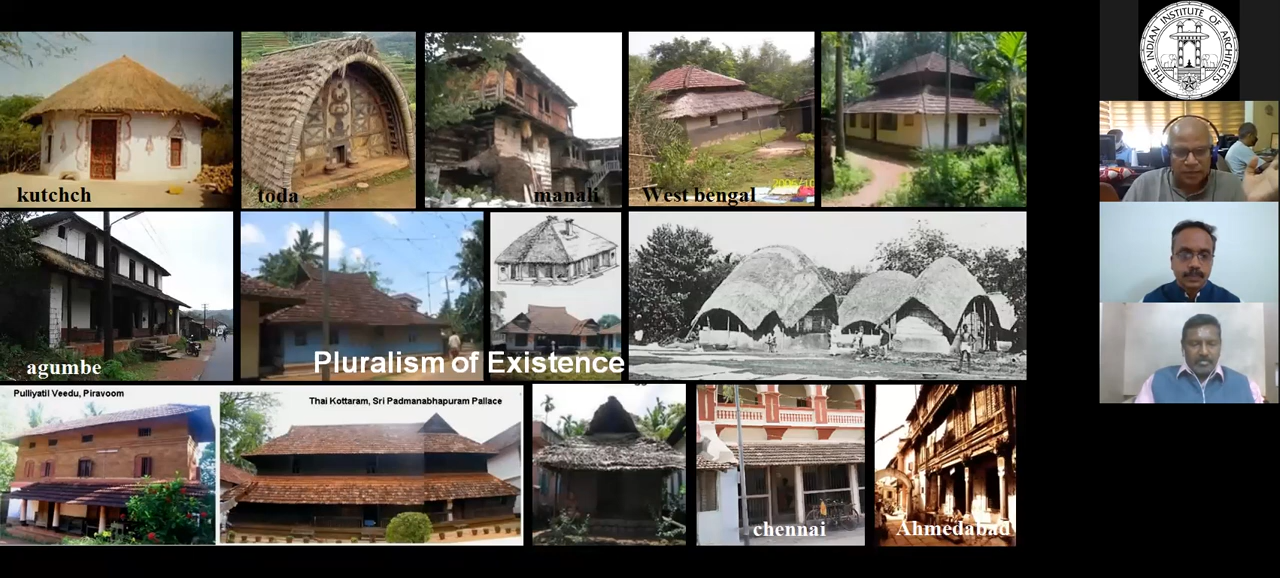 THE INDIAN INSTITUTE OF ARCHITECTS
kutchch
toda
manali
West bengal
agumbe
Pluralism of Existence
Pulliyatil Veedu, Piravoom
Thai Kottaram, Sri Padmanabhapuram Pallace
chennai
Ahmedabad